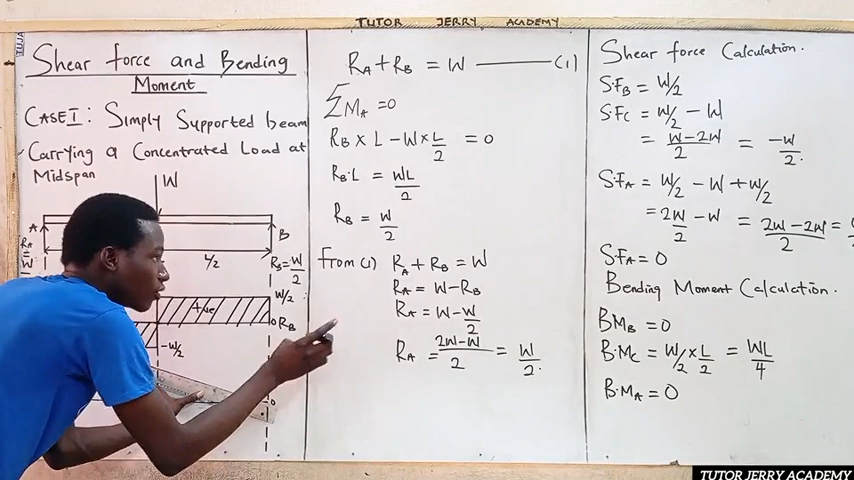 TUTOR JERRY ACADEMY
Shear force and Bending
Moment
CASE I: Simply Supported beam
Carrying a Concentrated Load at
Midspan
W
A
B
RA
=
W
L/2
RB = W/2
+ve
W/2
0 RB
-W/2
0
RA + RB = W ——— (1)
∑MA = 0
RB x L - W x L/2 = 0
RB·L = WL/2
RB = W/2
From (1) RA + RB = W
RA = W - RB
RA = W - W/2
RA = 2W-W/2 = W/2.
Shear force Calculation.
S.FB = W/2
S.FC = W/2 - W
= W-2W/2 = -W/2.
S.FA = W/2 - W + W/2
= 2W/2 - W = 2W-2W/2 =
S.FA = 0
Bending Moment Calculation.
BMB = 0
B.MC = W/2 x L/2 = WL/4
B.MA = 0
TUTOR JERRY ACADEMY